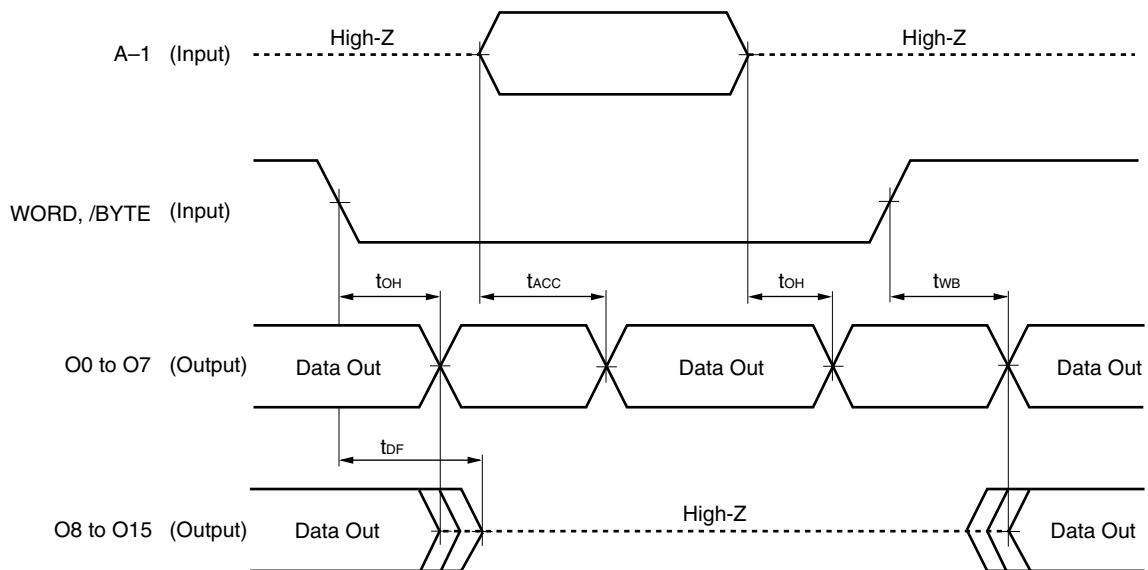 High-Z
High-Z
A–1 (Input)
WORD, /BYTE (Input)
tOH
tACC
tOH
tWB
O0 to O7 (Output)
Data Out
Data Out
Data Out
tDF
High-Z
O8 to O15 (Output)
Data Out
Data Out